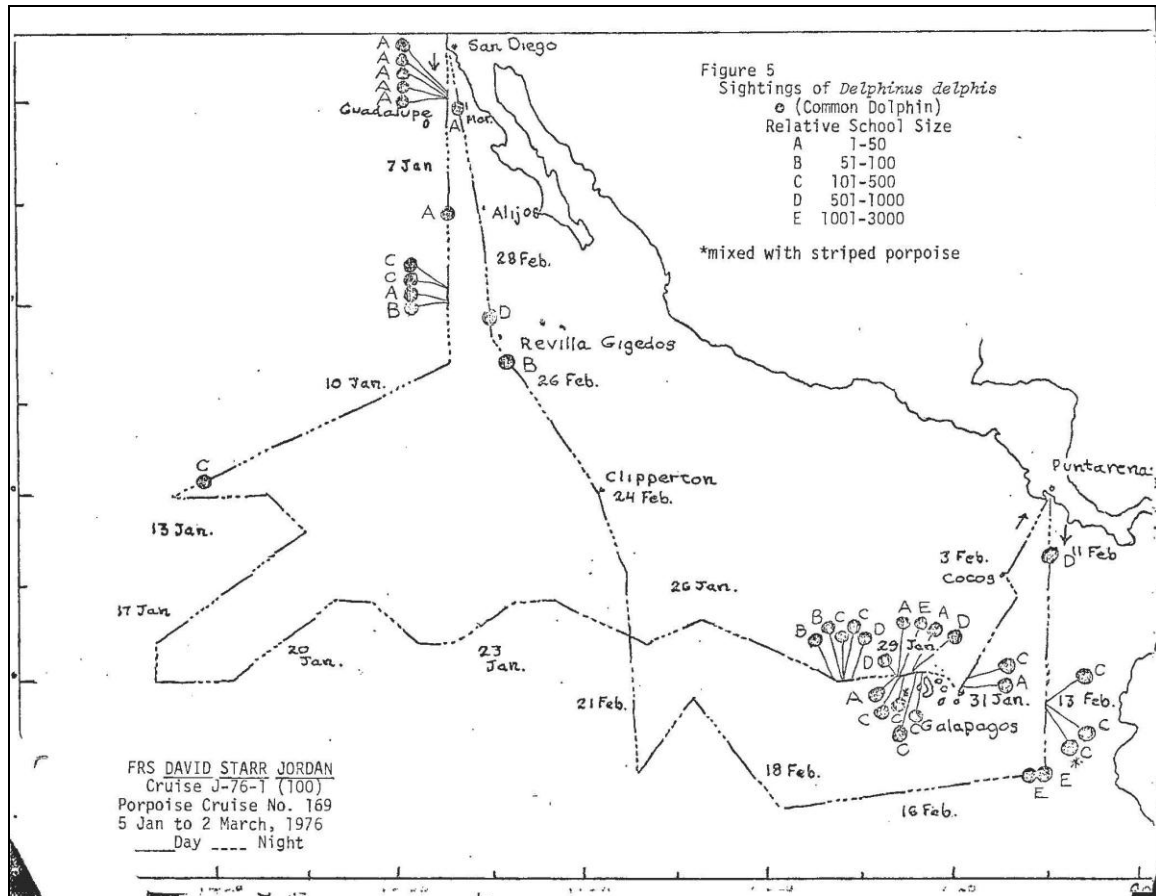 Figure 5
Sightings of Delphinus delphis
(Common Dolphin)
Relative School Size
A 1-50
B 51-100
C 101-500
D 501-1000
E 1001-3000
*mixed with striped porpoise
San Diego
A
A
A
A
A
Guadalupe
A
Mor.
7 Jan
A
Alijos
28 Feb.
C
C
A
B
D
Revilla Gigedos
B
26 Feb.
10 Jan.
C
Clipperton
24 Feb.
Puntarena
13 Jan.
3 Feb.
Cocos
11 Feb
D
17 Jan
26 Jan.
B
B
C
C
D
A
E
A
D
29 Jan.
D
20 Jan.
23 Jan.
A
C
C
C
C
Galapagos
C
A
31 Jan.
C
13 Feb.
C
C
*
21 Feb
18 Feb.
E
E
16 Feb.
FRS DAVID STARR JORDAN
Cruise J-76-1 (100)
Porpoise Cruise No. 169
5 Jan to 2 March, 1976
____Day ---- Night